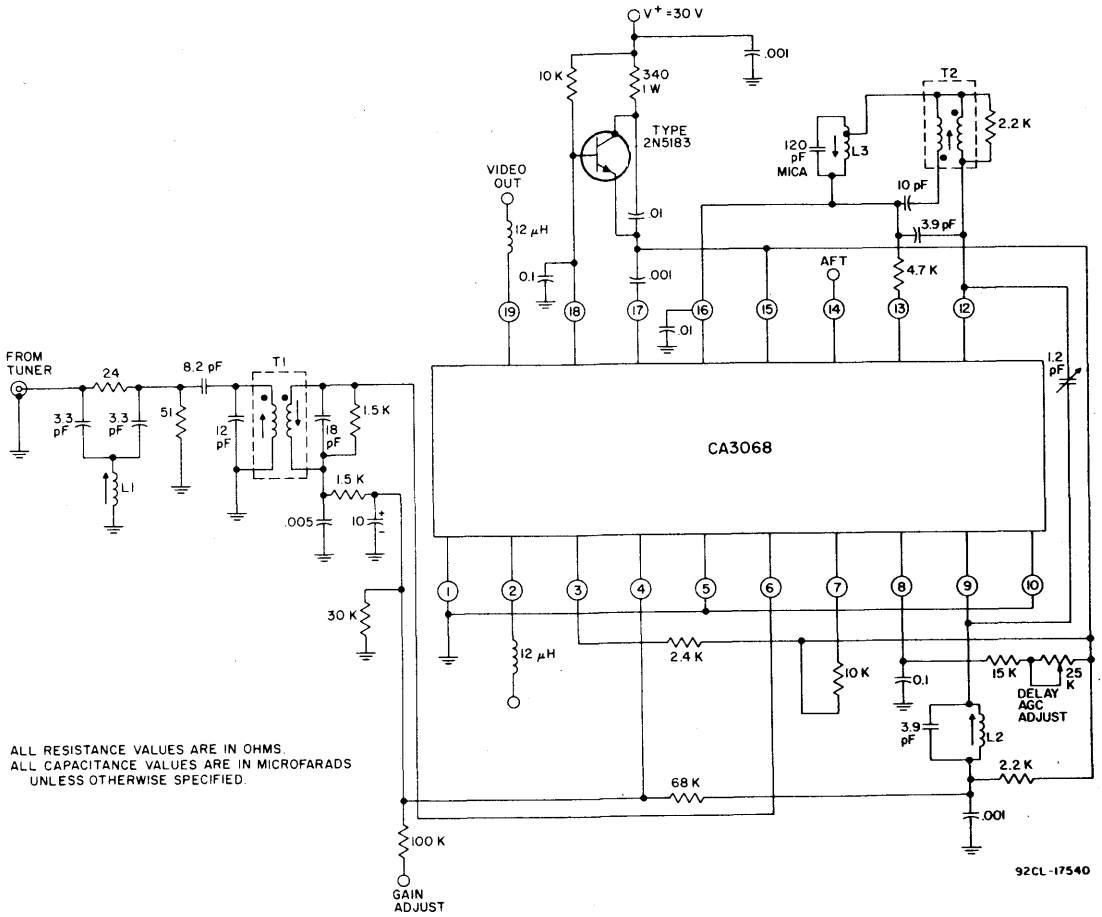 V+ = 30 V
.001
10 K
340
1 W
T2
TYPE
2N5183
2.2 K
120
pF
MICA
L3
VIDEO
OUT
10 pF
.01
3.9 pF
12 µH
AFT
0.1
.001
4.7 K
19
18
17
16
15
14
13
12
.01
FROM
TUNER
T1
8.2 pF
24
1.2
pF
3.3
pF
3.3
pF
51
12
pF
18
pF
1.5 K
CA3068
L1
1.5 K
.005
10
+
-
1
2
3
4
5
6
7
8
9
10
30 K
12 µH
2.4 K
10 K
0.1
15 K
25
K
DELAY
AGC
ADJUST
3.9
pF
L2
2.2 K
ALL RESISTANCE VALUES ARE IN OHMS.
ALL CAPACITANCE VALUES ARE IN MICROFARADS
UNLESS OTHERWISE SPECIFIED.
68 K
.001
100 K
92CL-17540
GAIN
ADJUST